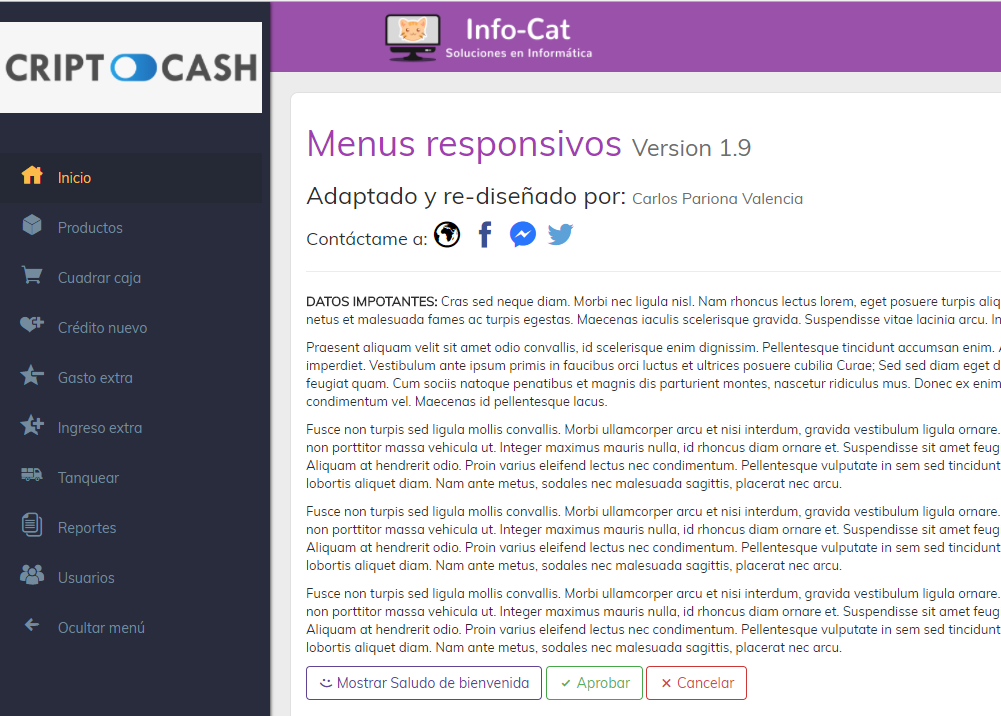 CRIPTOCASH
Inicio
Productos
Cuadrar caja
Crédito nuevo
Gasto extra
Ingreso extra
Tanquear
Reportes
Usuarios
Ocultar menú
Info-Cat
Soluciones en Informática
Menus responsivos Version 1.9
Adaptado y re-diseñado por: Carlos Pariona Valencia
Contáctame a:
DATOS IMPOTANTES: Cras sed neque diam. Morbi nec ligula nisl. Nam rhoncus lectus lorem, eget posuere turpis aliq
netus et malesuada fames ac turpis egestas. Maecenas iaculis scelerisque gravida. Suspendisse vitae lacinia arcu. In
Praesent aliquam velit sit amet odio convallis, id scelerisque enim dignissim. Pellentesque tincidunt accumsan enim. A
imperdiet. Vestibulum ante ipsum primis in faucibus orci luctus et ultrices posuere cubilia Curae; Sed sed diam eget d
feugiat quam. Cum sociis natoque penatibus et magnis dis parturient montes, nascetur ridiculus mus. Donec ex enim
condimentum vel. Maecenas id pellentesque lacus.
Fusce non turpis sed ligula mollis convallis. Morbi ullamcorper arcu et nisi interdum, gravida vestibulum ligula ornare.
non porttitor massa vehicula ut. Integer maximus mauris nulla, id rhoncus diam ornare et. Suspendisse sit amet feug
Aliquam at hendrerit odio. Proin varius eleifend lectus nec condimentum. Pellentesque vulputate in sem sed tincidunt
lobortis aliquet diam. Nam ante metus, sodales nec malesuada sagittis, placerat nec arcu.
Fusce non turpis sed ligula mollis convallis. Morbi ullamcorper arcu et nisi interdum, gravida vestibulum ligula ornare.
non porttitor massa vehicula ut. Integer maximus mauris nulla, id rhoncus diam ornare et. Suspendisse sit amet feug
Aliquam at hendrerit odio. Proin varius eleifend lectus nec condimentum. Pellentesque vulputate in sem sed tincidunt
lobortis aliquet diam. Nam ante metus, sodales nec malesuada sagittis, placerat nec arcu.
Fusce non turpis sed ligula mollis convallis. Morbi ullamcorper arcu et nisi interdum, gravida vestibulum ligula ornare.
non porttitor massa vehicula ut. Integer maximus mauris nulla, id rhoncus diam ornare et. Suspendisse sit amet feug
Aliquam at hendrerit odio. Proin varius eleifend lectus nec condimentum. Pellentesque vulputate in sem sed tincidunt
lobortis aliquet diam. Nam ante metus, sodales nec malesuada sagittis, placerat nec arcu.
Mostrar Saludo de bienvenida Aprobar Cancelar